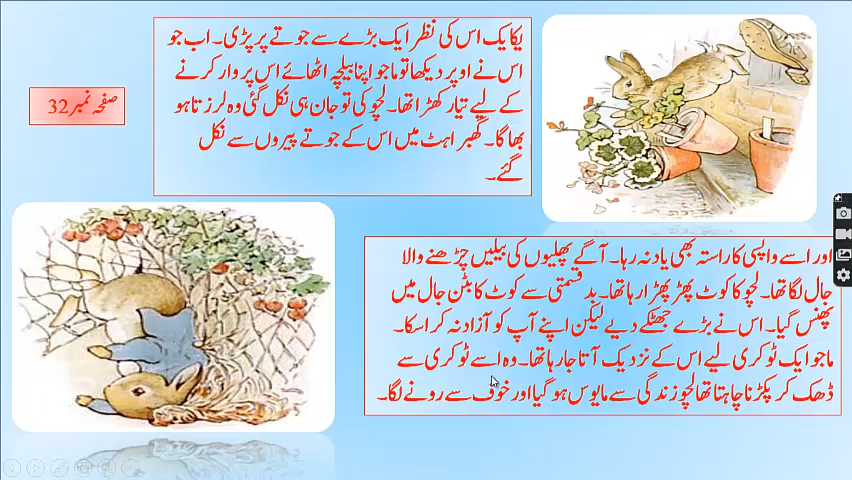 یکایک اس کی نظر ایک بڑے سے جوتے پر پڑی۔ اب جو
اس نے اوپر دیکھا تو ماجو اپنا بیلچہ اٹھائے اس پر وار کرنے
کے لیے تیار کھڑا تھا۔ لچو کی تو جان ہی نکل گئی وہ لرزتا ہو
بھاگا۔ گھبراہٹ میں اس کے جوتے پیروں سے نکل
گئے۔
صفحہ نمبر 32
اور اسے واپسی کا راستہ بھی یاد نہ رہا۔ آگے پھلیوں کی بیلیں چڑھنے والا
جال لگا تھا۔ لچو کا کوٹ پھڑ پھڑا رہا تھا۔ بد قسمتی سے کوٹ کا بٹن جال میں
پھنس گیا۔ اس نے بڑے جھٹکے دیے لیکن اپنے آپ کو آزاد نہ کرا سکا۔
ماجو ایک ٹوکری لیے اس کے نزدیک آتا جا رہا تھا۔ وہ اسے ٹوکری سے
ڈھک کر پکڑنا چاہتا تھا لچو زندگی سے مایوس ہو گیا اور خوف سے رونے لگا۔